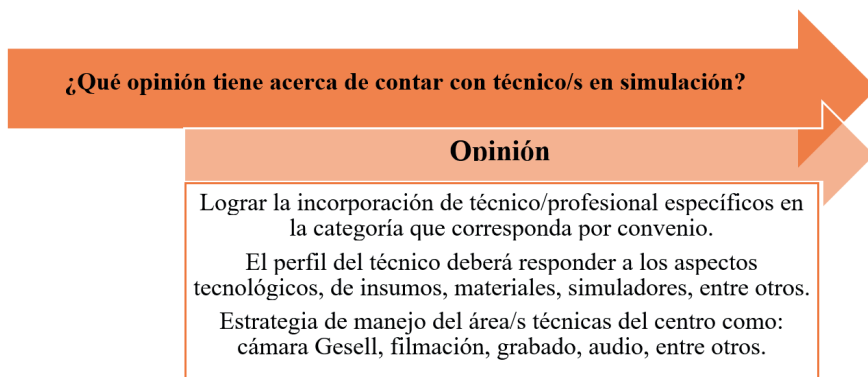 ¿Qué opinión tiene acerca de contar con técnico/s en simulación?
Opinión
Lograr la incorporación de técnico/profesional específicos en
la categoría que corresponda por convenio.
El perfil del técnico deberá responder a los aspectos
tecnológicos, de insumos, materiales, simuladores, entre otros.
Estrategia de manejo del área/s técnicas del centro como:
cámara Gesell, filmación, grabado, audio, entre otros.